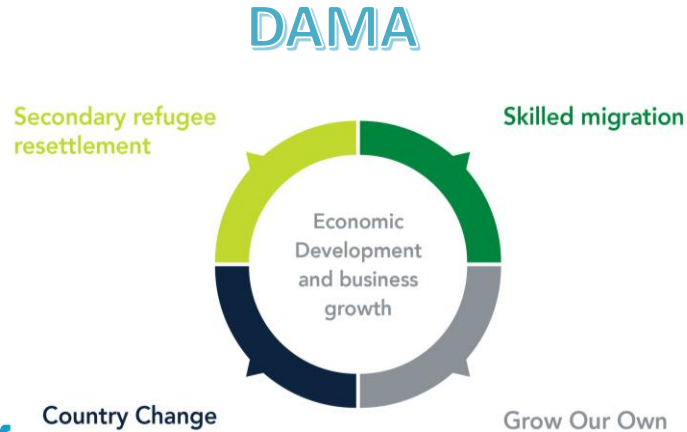 DAMA
Secondary refugee
resettlement
Skilled migration
Economic
Development
and business
growth
Country Change
Grow Our Own